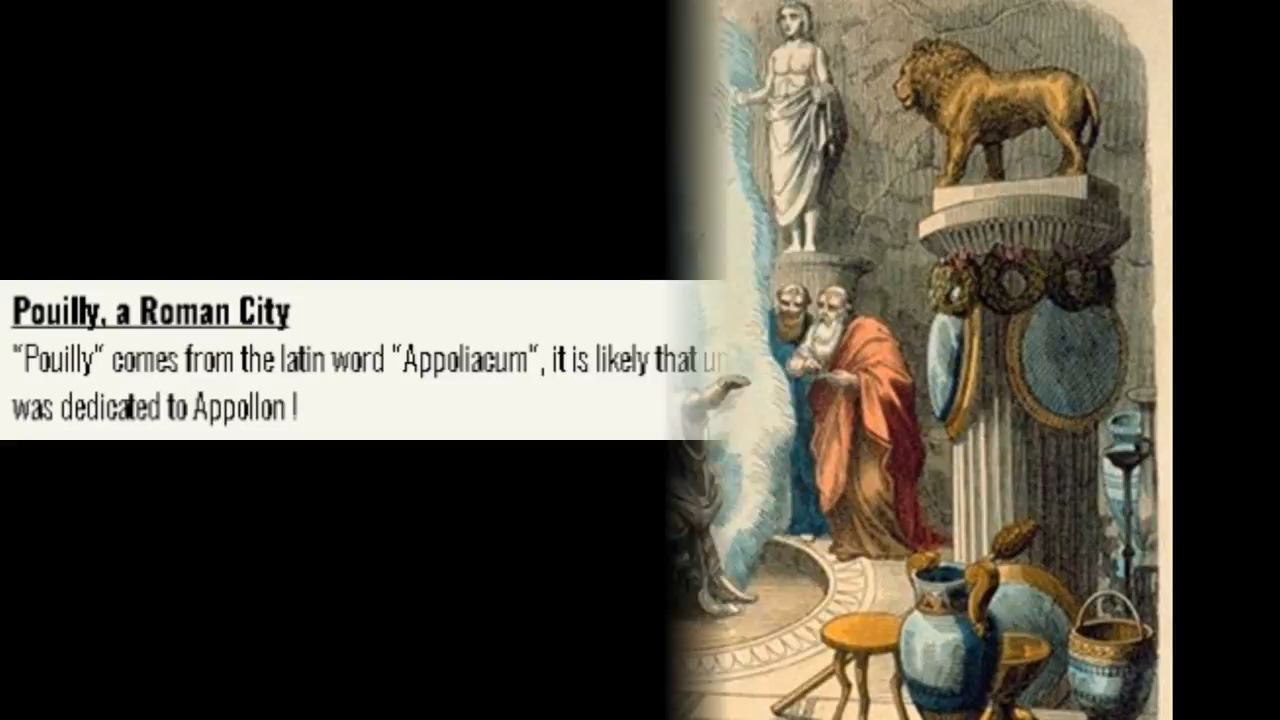 Pouilly, a Roman City
"Pouilly" comes from the latin word "Appoliacum", it is likely that
was dedicated to Appollon !